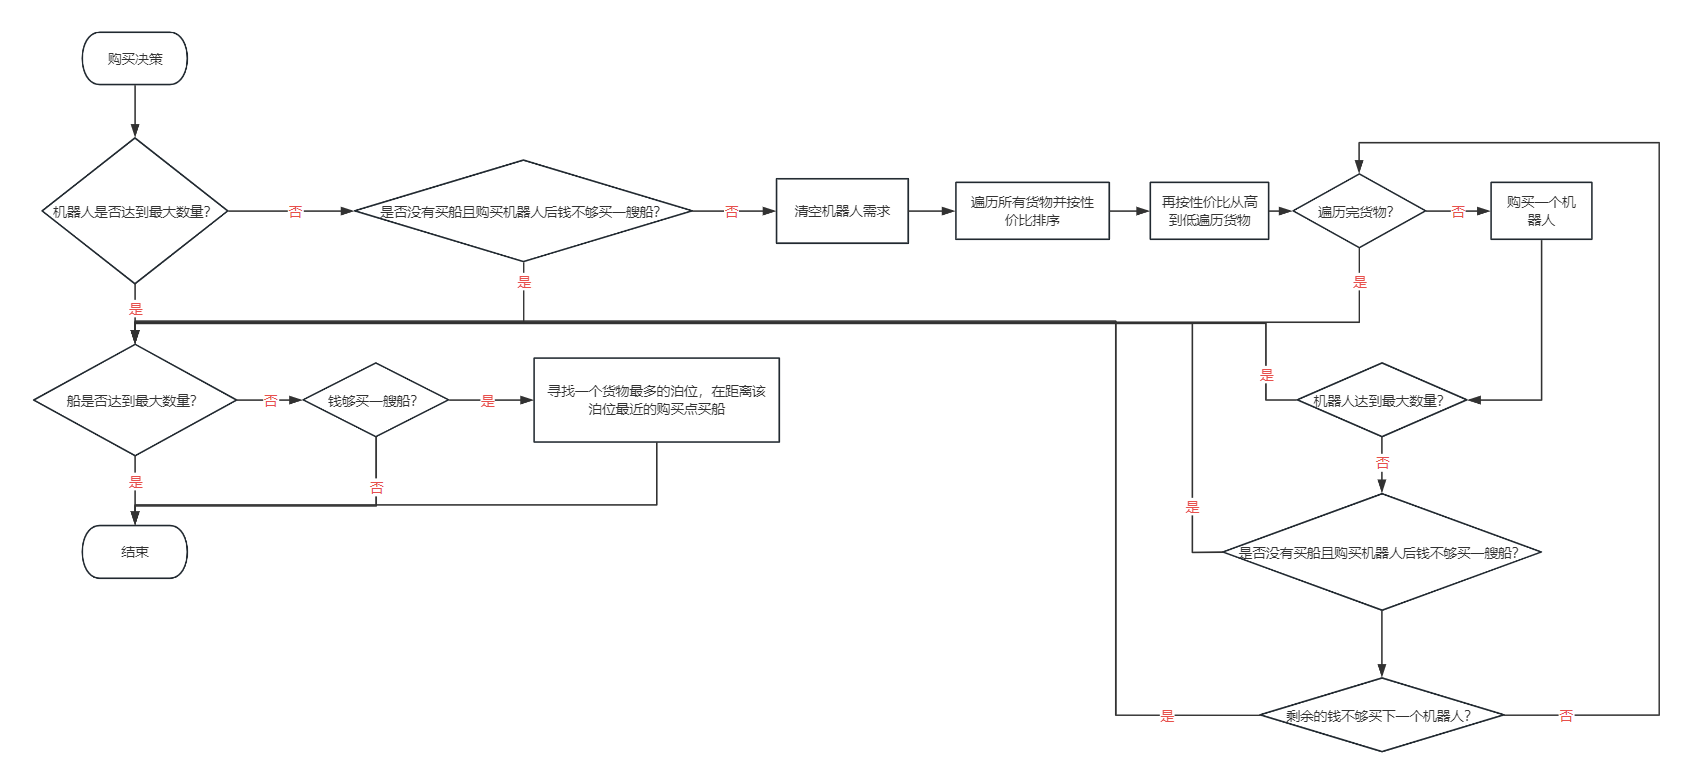 购买决策
机器人是否达到最大数量?
否
是否没有买船且购买机器人后钱不够买一艘船?
否
清空机器人需求
遍历所有货物并按性
价比排序
再按性价比从高
到低遍历货物
遍历完货物?
否
购买一个机
器人
是
是
是
船是否达到最大数量?
否
钱够买一艘船?
是
寻找一个货物最多的泊位，在距离该
泊位最近的购买点买船
是
机器人达到最大数量?
否
是
否
是
是否没有买船且购买机器人后钱不够买一艘船?
结束
是
剩余的钱不够买下一个机器人?
否